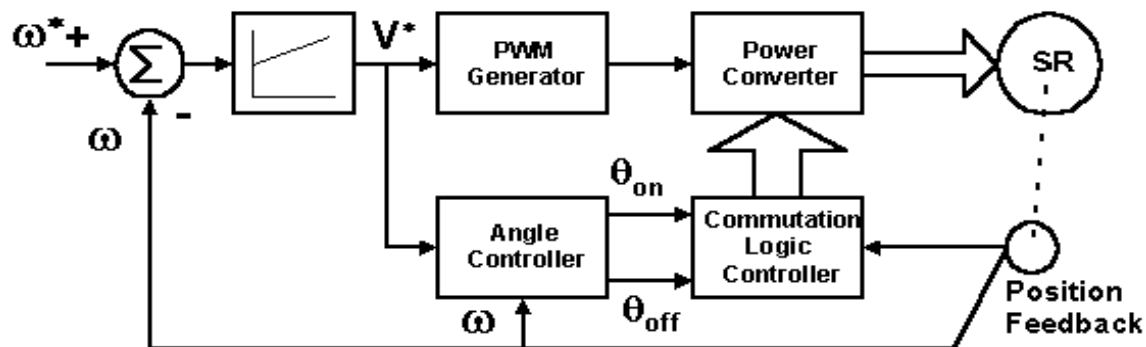 ω*+
Σ
-
ω
V*
PWM
Generator
Power
Converter
SR
θon
θoff
Angle
Controller
ω
Commutation
Logic
Controller
Position
Feedback